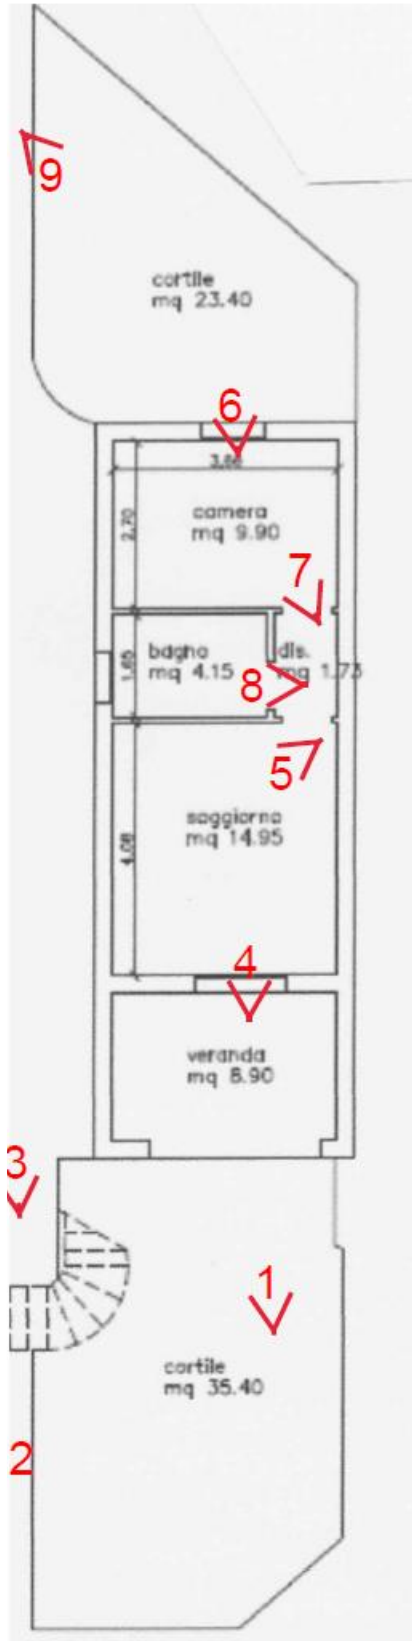 9
cortile
mq 23.40
6
3,66
camera
mq 9.90
2,70
7
bagno
mq 4.15
dis.
mq 1.73
1,65
8
5
soggiorno
mq 14.95
4,08
4
veranda
mq 8.90
3
1
cortile
mq 35.40
2